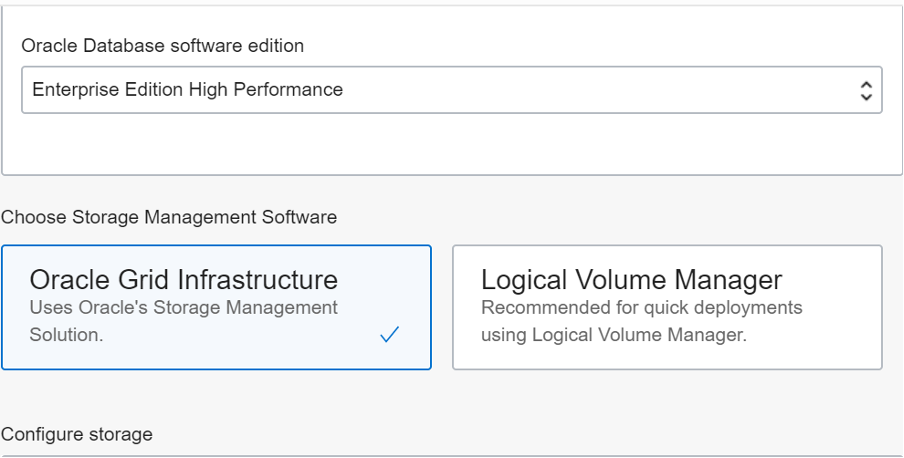 Oracle Database software edition
Enterprise Edition High Performance
Choose Storage Management Software
Oracle Grid Infrastructure
Uses Oracle's Storage Management
Solution.
Logical Volume Manager
Recommended for quick deployments
using Logical Volume Manager.
Configure storage